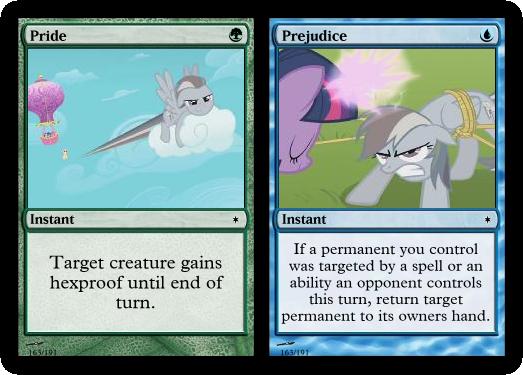 Pride
Instant
Target creature gains
hexproof until end of
turn.
163/191
Prejudice
Instant
If a permanent you control
was targeted by a spell or an
ability an opponent controls
this turn, return target
permanent to its owners hand.
163/191